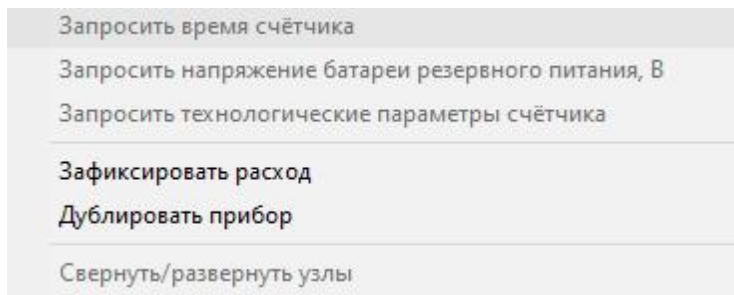 Запросить время счётчика
Запросить напряжение батареи резервного питания, В
Запросить технологические параметры счётчика
Зафиксировать расход
Дублировать прибор
Свернуть/развернуть узлы